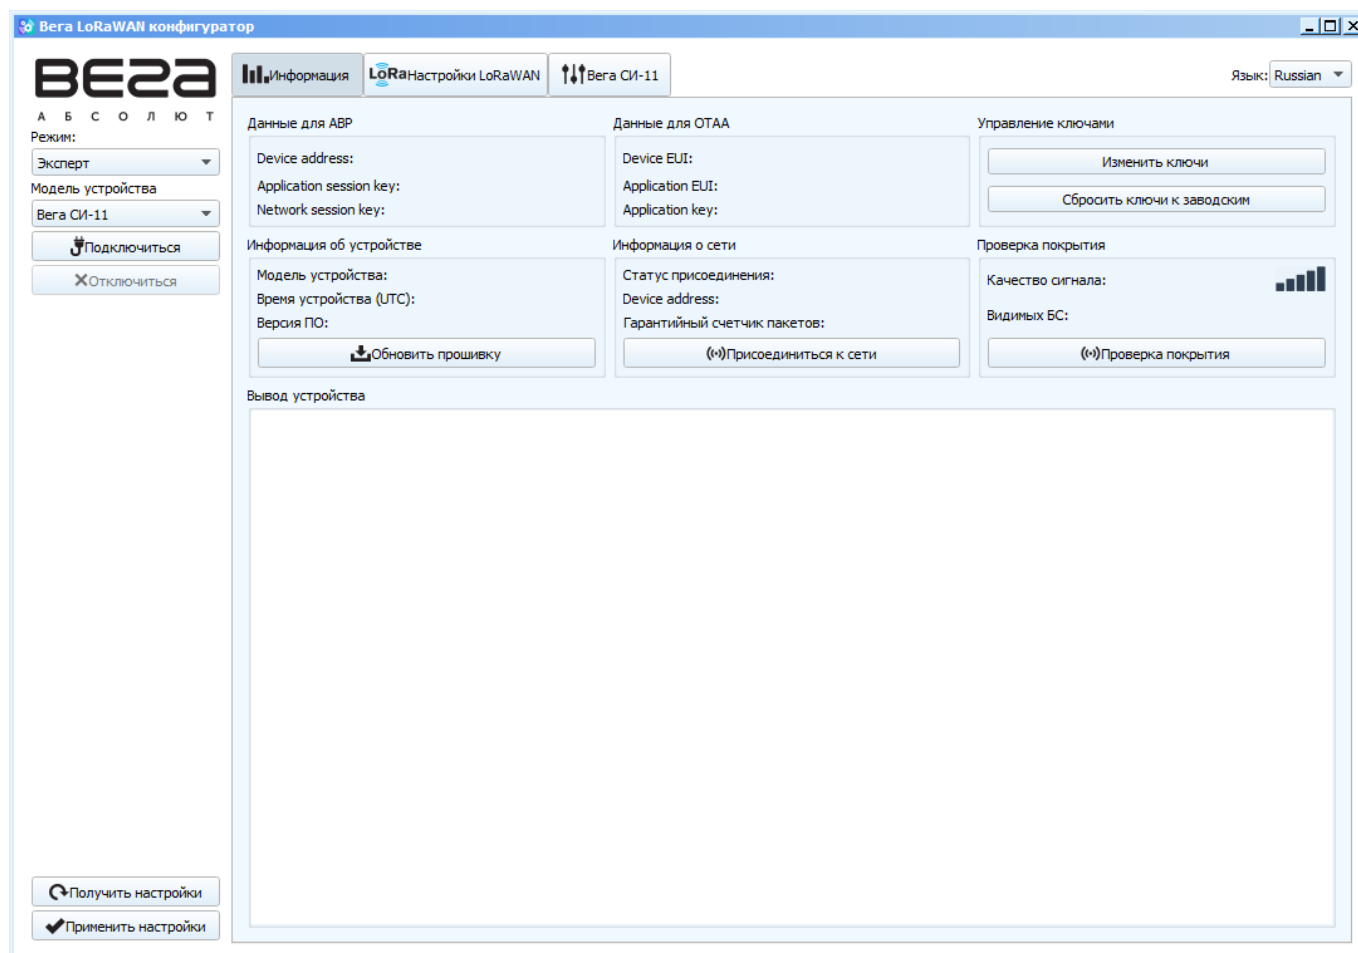 Вега LoRaWAN конфигуратор
ВЕГА
АБСОЛЮТ
Режим:
Эксперт
Модель устройства
Вега СИ-11
Подключиться
Отключиться
Получить настройки
Применить настройки
Информация
LoRa Настройки LoRaWAN
Вега СИ-11
Язык: Russian
Данные для ABP
Device address:
Application session key:
Network session key:
Данные для OTAA
Device EUI:
Application EUI:
Application key:
Управление ключами
Изменить ключи
Сбросить ключи к заводским
Информация об устройстве
Модель устройства:
Время устройства (UTC):
Версия ПО:
Обновить прошивку
Информация о сети
Статус присоединения:
Device address:
Гарантийный счетчик пакетов:
Присоединиться к сети
Проверка покрытия
Качество сигнала:
Видимых БС:
Проверка покрытия
Вывод устройства